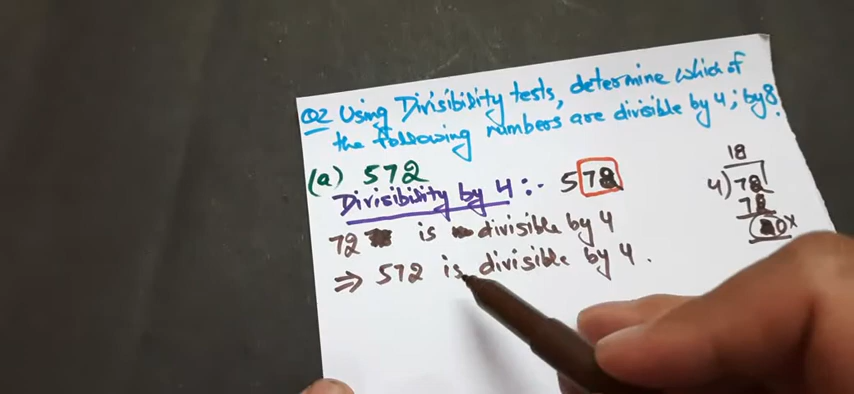 Q2 Using Divisibility tests, determine which of
the following numbers are divisible by 4; by 8.
(a) 572
Divisibility by 4 :- 572
72 is divisible by 4
⇒ 572 is divisible by 4.
18
4)72
72
0x